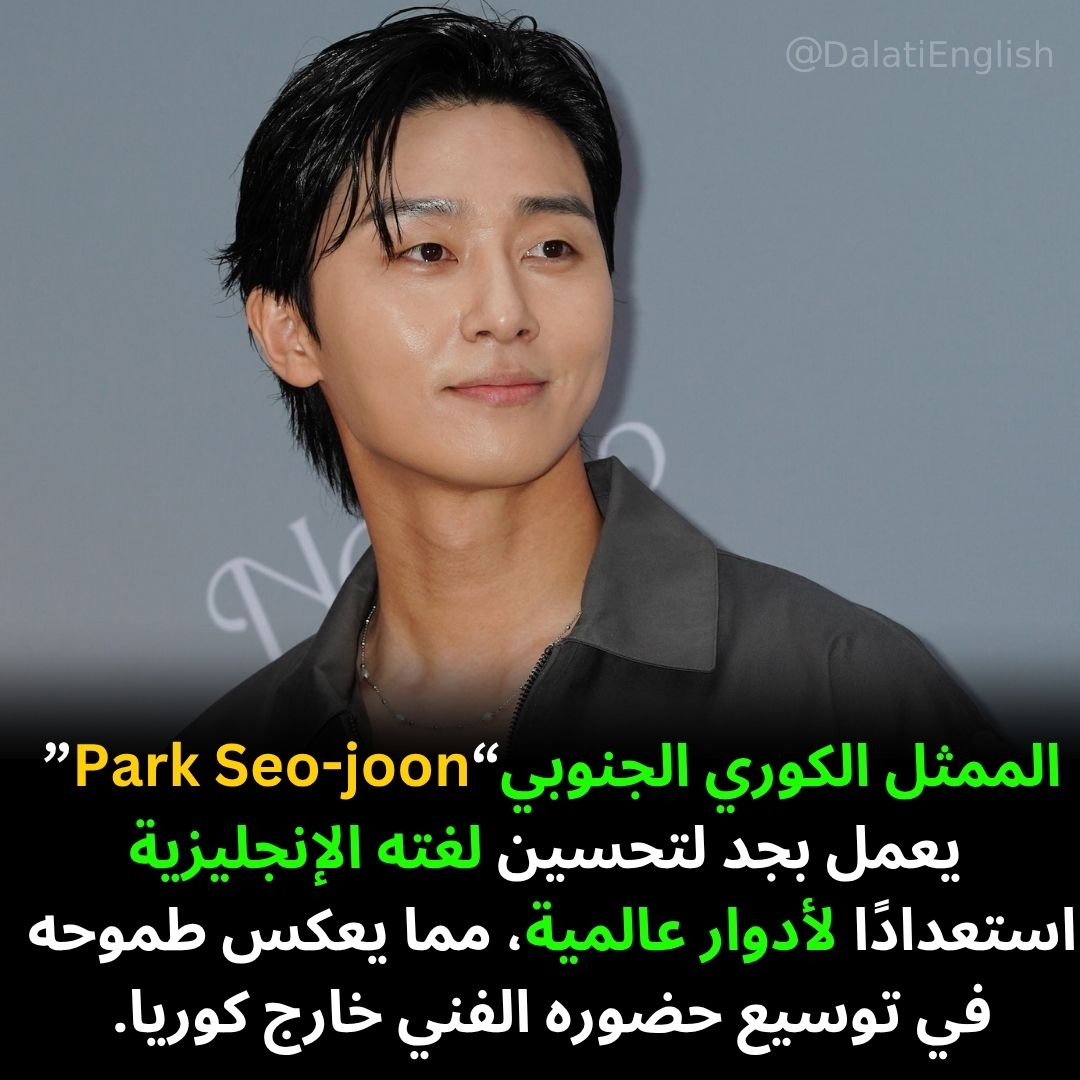 @DalatiEnglish
No
الممثل الكوري الجنوبي“Park Seo-joon”
يعمل بجد لتحسين لغته الإنجليزية
استعدادًا لأدوار عالمية، مما يعكس طموحه
في توسيع حضوره الفني خارج كوريا.